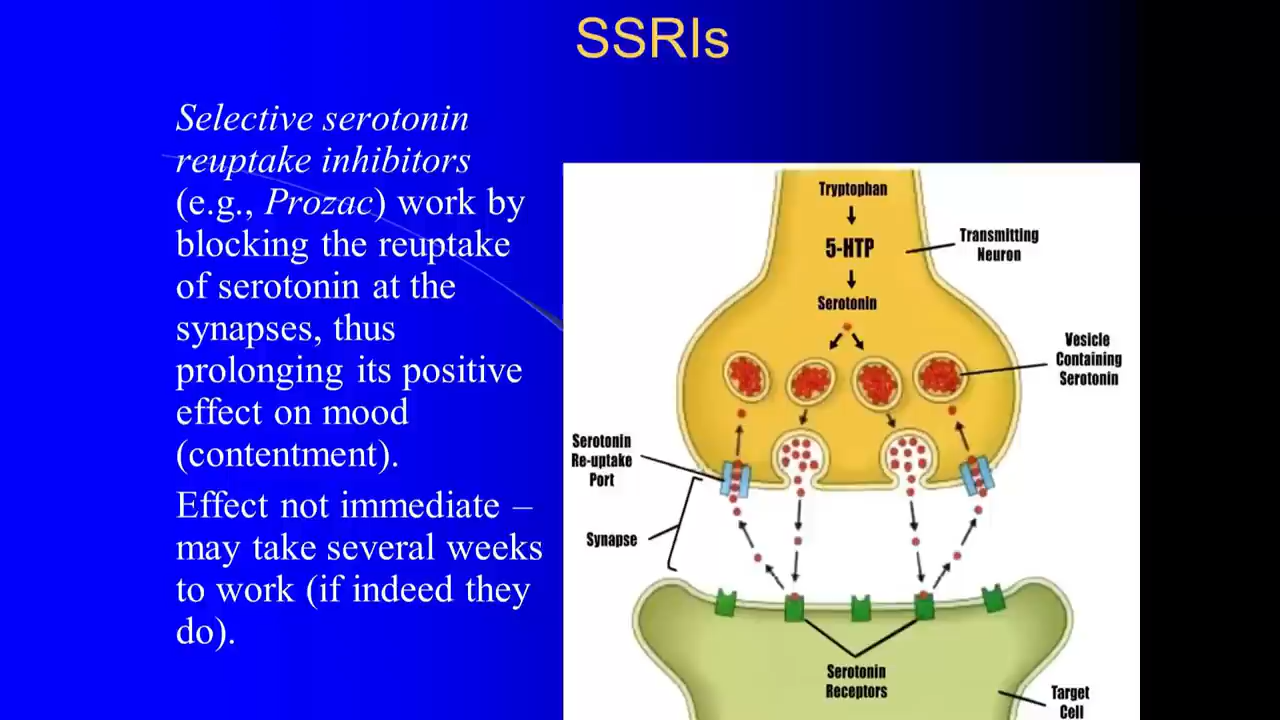 SSRIs
Selective serotonin
reuptake inhibitors
(e.g., Prozac) work by
blocking the reuptake
of serotonin at the
synapses, thus
prolonging its positive
effect on mood
(contentment).
Effect not immediate –
may take several weeks
to work (if indeed they
do).
Tryptophan
5-HTP
Transmitting
Neuron
Serotonin
Vesicle
Containing
Serotonin
Serotonin
Re-uptake
Port
Synapse
Serotonin
Receptors
Target
Cell